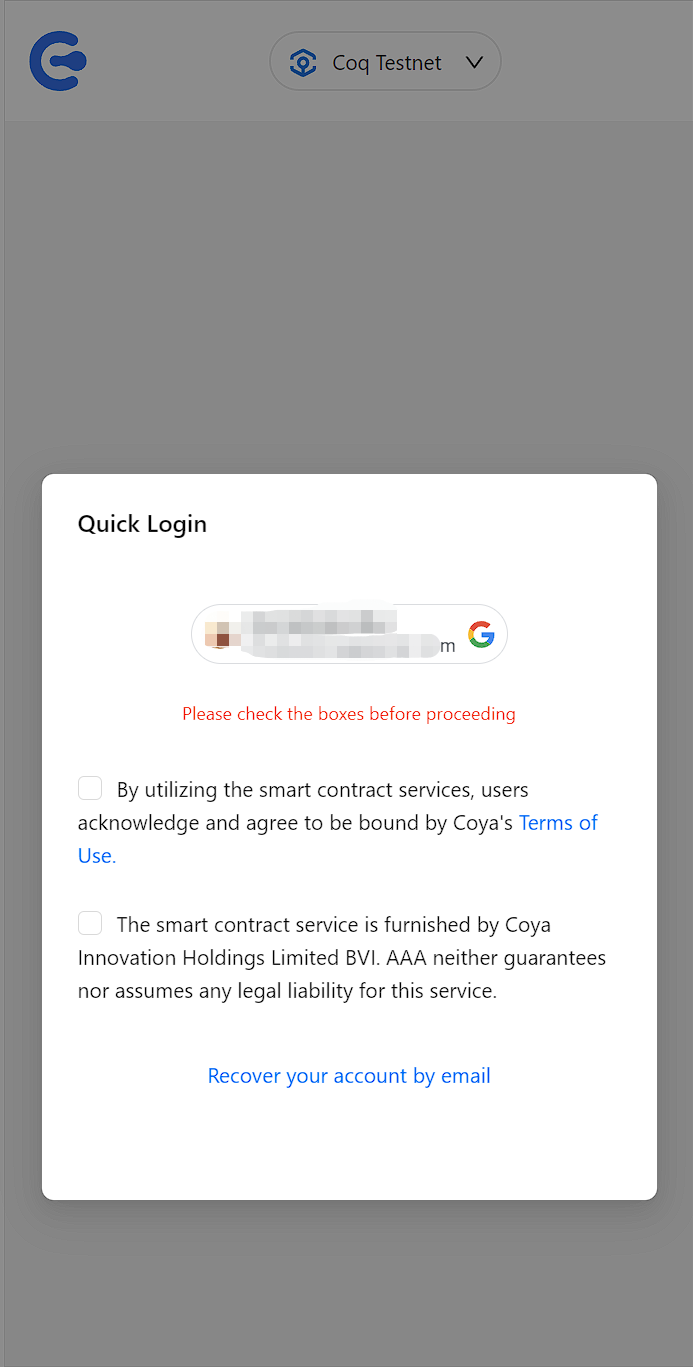 Coq Testnet
Quick Login
m
Please check the boxes before proceeding
By utilizing the smart contract services, users
acknowledge and agree to be bound by Coya's Terms of
Use.
The smart contract service is furnished by Coya
Innovation Holdings Limited BVI. AAA neither guarantees
nor assumes any legal liability for this service.
Recover your account by email